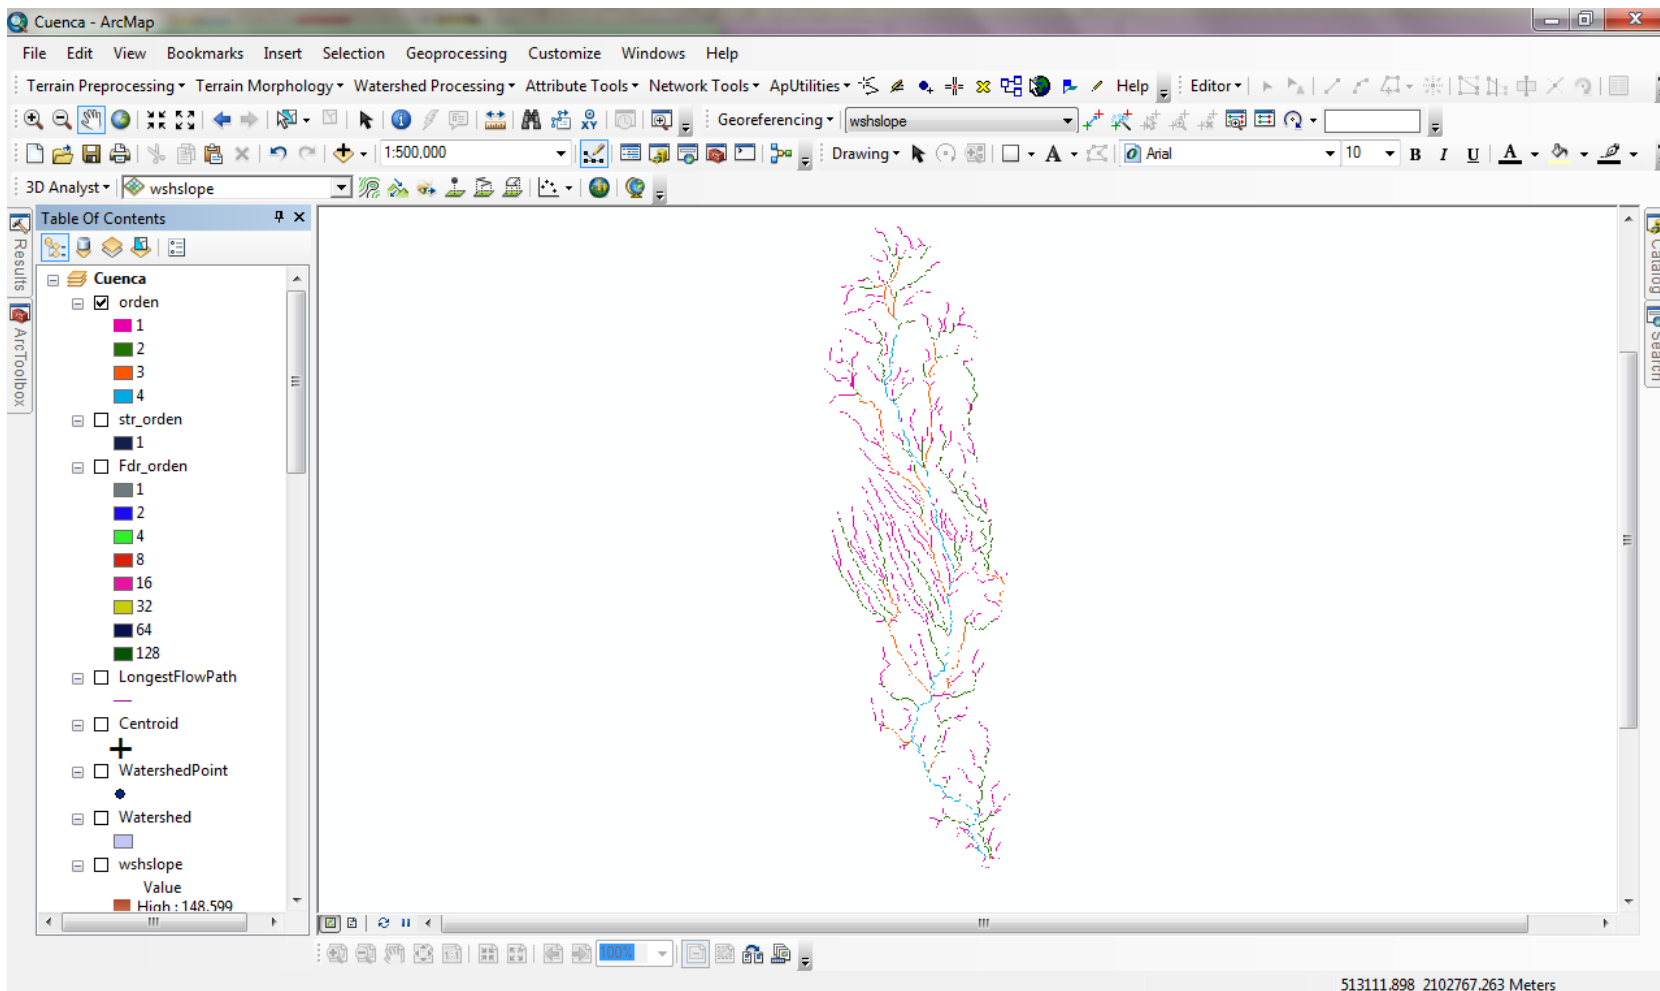 Cuenca - ArcMap
File Edit View Bookmarks Insert Selection Geoprocessing Customize Windows Help
Terrain Preprocessing Terrain Morphology Watershed Processing Attribute Tools Network Tools ApUtilities Help Editor
Georeferencing wshslope
1:500,000 Drawing A Arial 10 B I U A
3D Analyst wshslope
Table Of Contents
Results
ArcToolbox
Cuenca
orden
1
2
3
4
str_orden
1
Fdr_orden
1
2
4
8
16
32
64
128
LongestFlowPath
Centroid
WatershedPoint
Watershed
wshslope
Value
High : 148.599
Catalog
Search
100%
513111.898 2102767.263 Meters